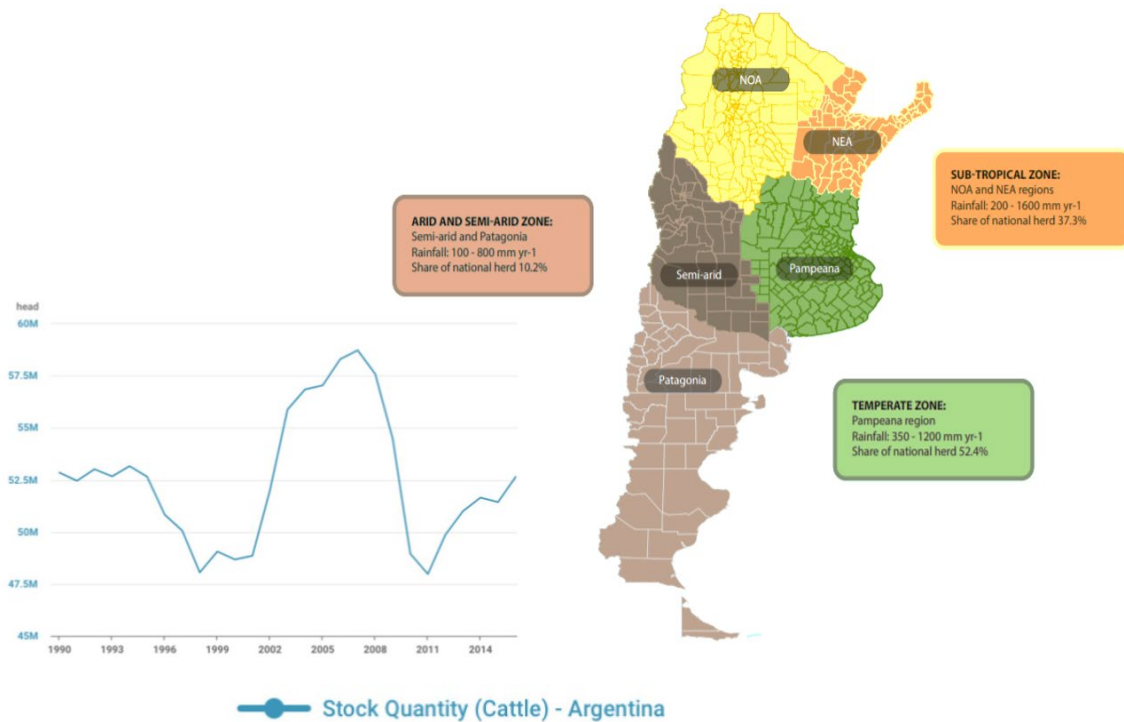 NOA
NEA
SUB-TROPICAL ZONE:
NOA and NEA regions
Rainfall: 200 - 1600 mm yr-1
Share of national herd 37.3%
ARID AND SEMI-ARID ZONE:
Semi-arid and Patagonia
Rainfall: 100 - 800 mm yr-1
Share of national herd 10.2%
Semi-arid
Pampeana
Patagonia
TEMPERATE ZONE:
Pampeana region
Rainfall: 350 - 1200 mm yr-1
Share of national herd 52.4%
head
60M
57.5M
55M
52.5M
50M
47.5M
45M
1990 1993 1996 1999 2002 2005 2008 2011 2014
Stock Quantity (Cattle) - Argentina